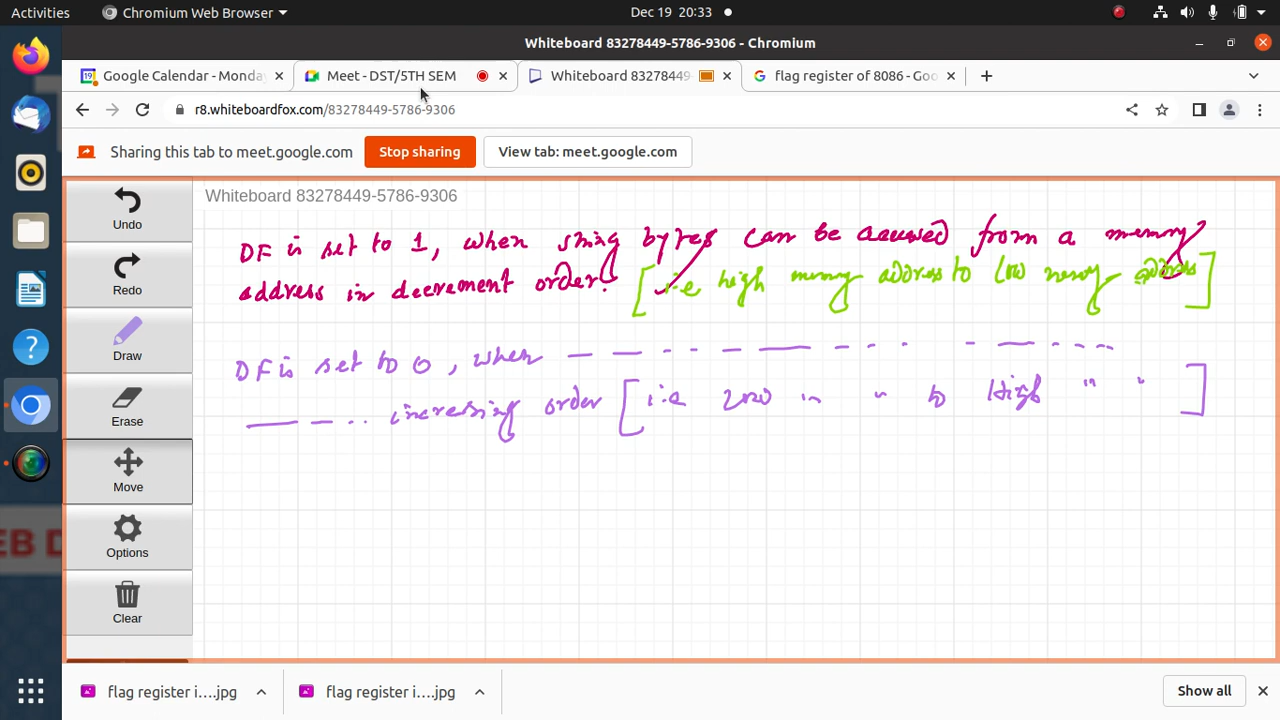 Activities Chromium Web Browser Dec 19 20:33
Whiteboard 83278449-5786-9306 - Chromium
Google Calendar - Monda Meet - DST/5TH SEM Whiteboard 83278449- flag register of 8086 - Goo
r8.whiteboardfox.com/83278449-5786-9306
Sharing this tab to meet.google.com Stop sharing View tab: meet.google.com
Whiteboard 83278449-5786-9306
Undo
Redo
Draw
Erase
Move
Options
Clear
DF is set to 1, when string bytes can be accessed from a memory
address in decrement order. [i.e high memory address to low memory address]
DF is set to 0, when — — - - — —— - - - - - — - - - -
—— - - - increasing order [i.e low " " to High " "]
flag register i....jpg flag register i....jpg Show all